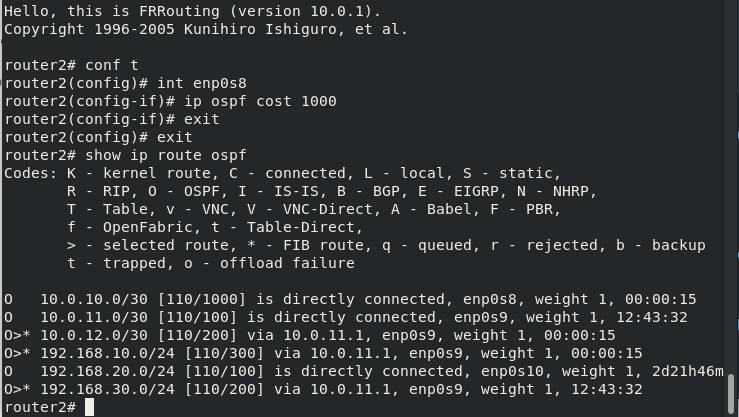 Hello, this is FRRouting (version 10.0.1).
Copyright 1996-2005 Kunihiro Ishiguro, et al.
router2# conf t
router2(config)# int enp0s8
router2(config-if)# ip ospf cost 1000
router2(config-if)# exit
router2(config)# exit
router2# show ip route ospf
Codes: K - kernel route, C - connected, L - local, S - static,
       R - RIP, O - OSPF, I - IS-IS, B - BGP, E - EIGRP, N - NHRP,
       T - Table, v - VNC, V - VNC-Direct, A - Babel, F - PBR,
       f - OpenFabric, t - Table-Direct,
       > - selected route, * - FIB route, q - queued, r - rejected, b - backup
       t - trapped, o - offload failure
O   10.0.10.0/30 [110/1000] is directly connected, enp0s8, weight 1, 00:00:15
O   10.0.11.0/30 [110/100] is directly connected, enp0s9, weight 1, 12:43:32
O>* 10.0.12.0/30 [110/200] via 10.0.11.1, enp0s9, weight 1, 00:00:15
O>* 192.168.10.0/24 [110/300] via 10.0.11.1, enp0s9, weight 1, 00:00:15
O   192.168.20.0/24 [110/100] is directly connected, enp0s10, weight 1, 2d21h46m
O>* 192.168.30.0/24 [110/200] via 10.0.11.1, enp0s9, weight 1, 12:43:32
router2#